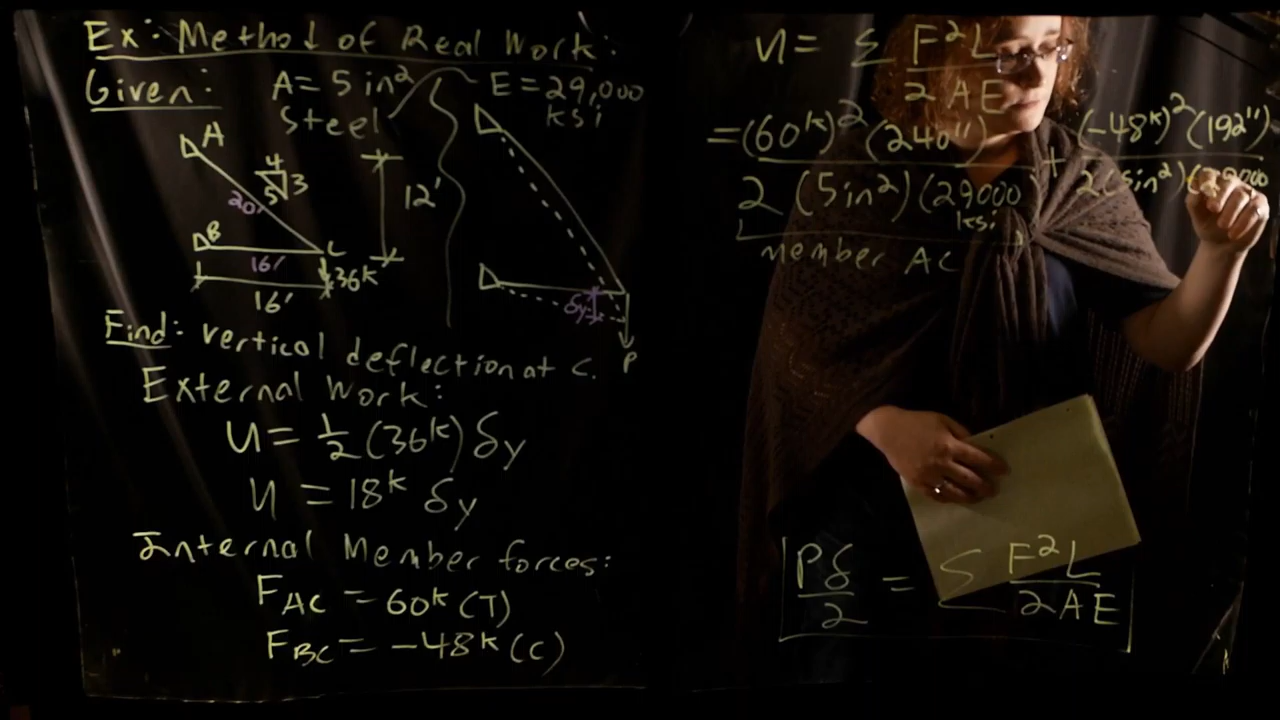 Ex: Method of Real Work:
Given: A = 5 in² E = 29,000 ksi
Steel
A
4
3
5
20'
12'
B
C
16'
36k
16'
δy
P
Find: vertical deflection at C.
External Work:
U = 1/2 (36k) δy
U = 18k δy
Internal Member forces:
F_AC = 60k (T)
F_BC = -48k (C)
U = Σ F²L / 2AE
= (60k)² (240") / 2 (5in²) (29000 ksi) + (-48k)² (192") / 2 (5in²) (29000
member AC
Pδ / 2 = Σ F²L / 2AE